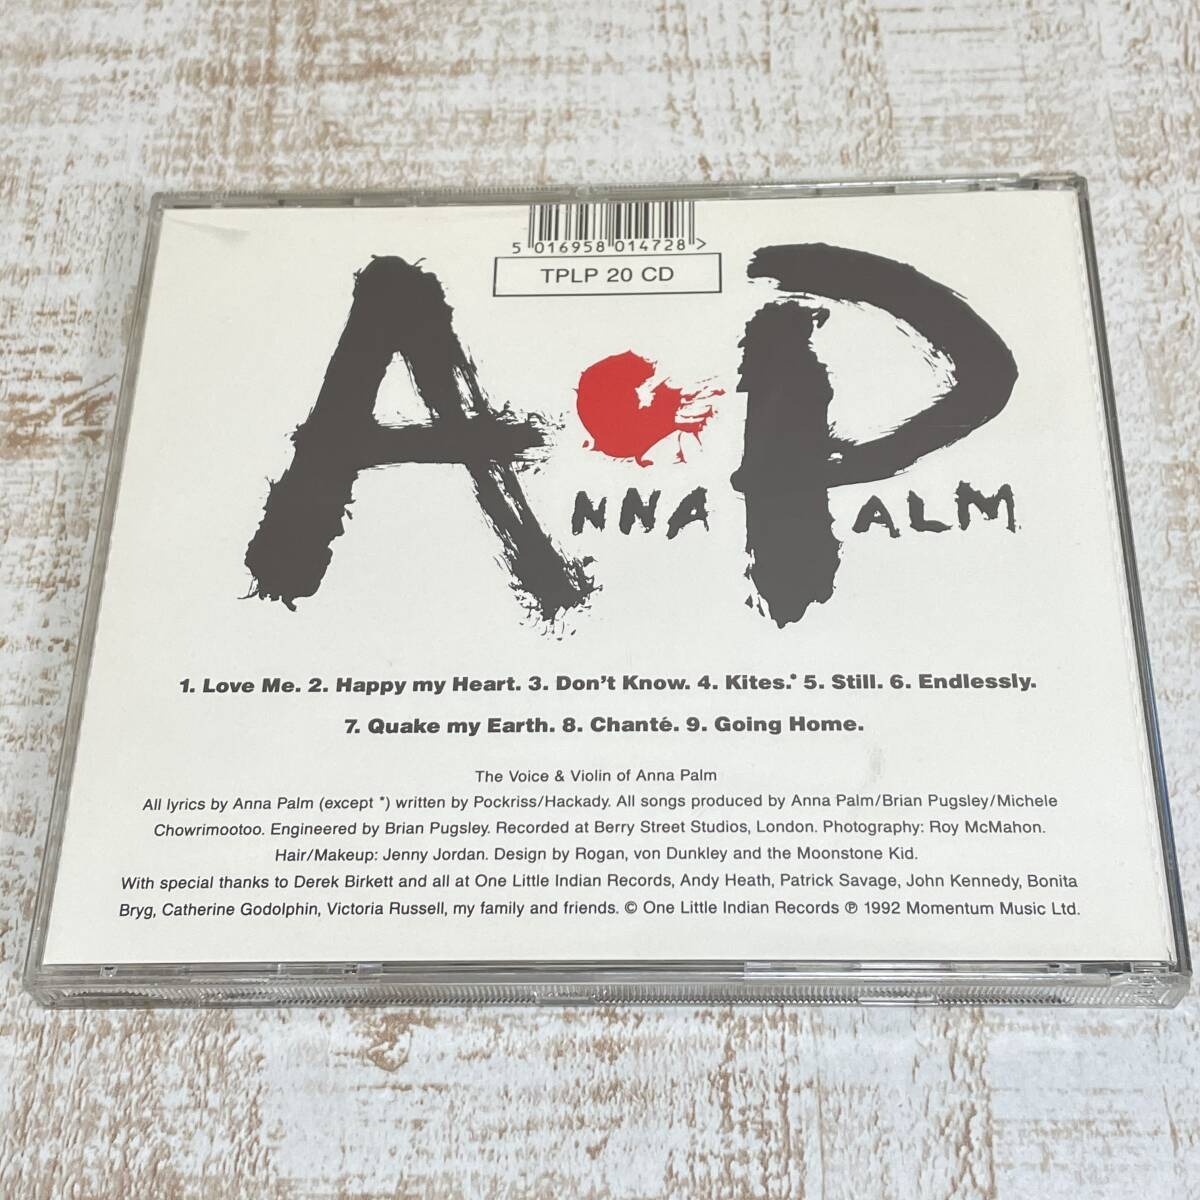 5 016958 014728 >
TPLP 20 CD
ANNA PALM
1. Love Me. 2. Happy my Heart. 3. Don't Know. 4. Kites.* 5. Still. 6. Endlessly.
7. Quake my Earth. 8. Chanté. 9. Going Home.
The Voice & Violin of Anna Palm
All lyrics by Anna Palm (except *) written by Pockriss/Hackady. All songs produced by Anna Palm/Brian Pugsley/Michele
Chowrimootoo. Engineered by Brian Pugsley. Recorded at Berry Street Studios, London. Photography: Roy McMahon.
Hair/Makeup: Jenny Jordan. Design by Rogan, von Dunkley and the Moonstone Kid.
With special thanks to Derek Birkett and all at One Little Indian Records, Andy Heath, Patrick Savage, John Kennedy, Bonita
Bryg, Catherine Godolphin, Victoria Russell, my family and friends. © One Little Indian Records ℗ 1992 Momentum Music Ltd.